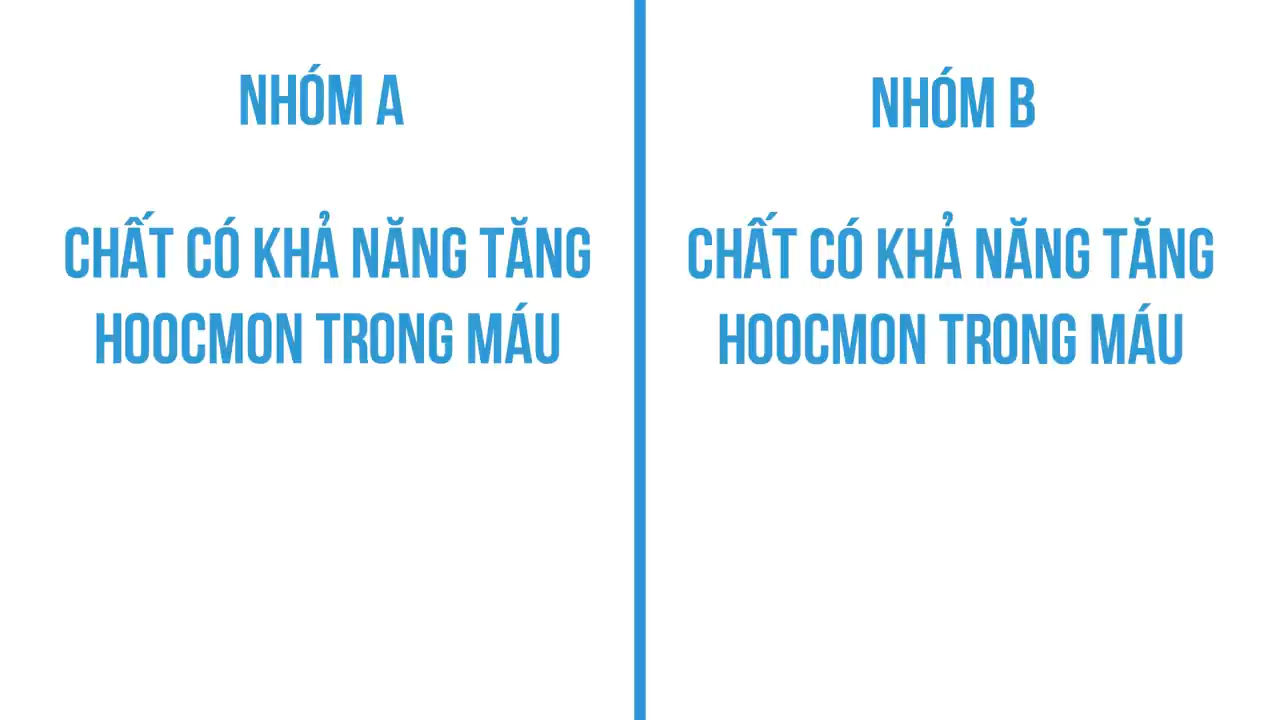 NHÓM A
CHẤT CÓ KHẢ NĂNG TĂNG
HOOCMON TRONG MÁU
NHÓM B
CHẤT CÓ KHẢ NĂNG TĂNG
HOOCMON TRONG MÁU